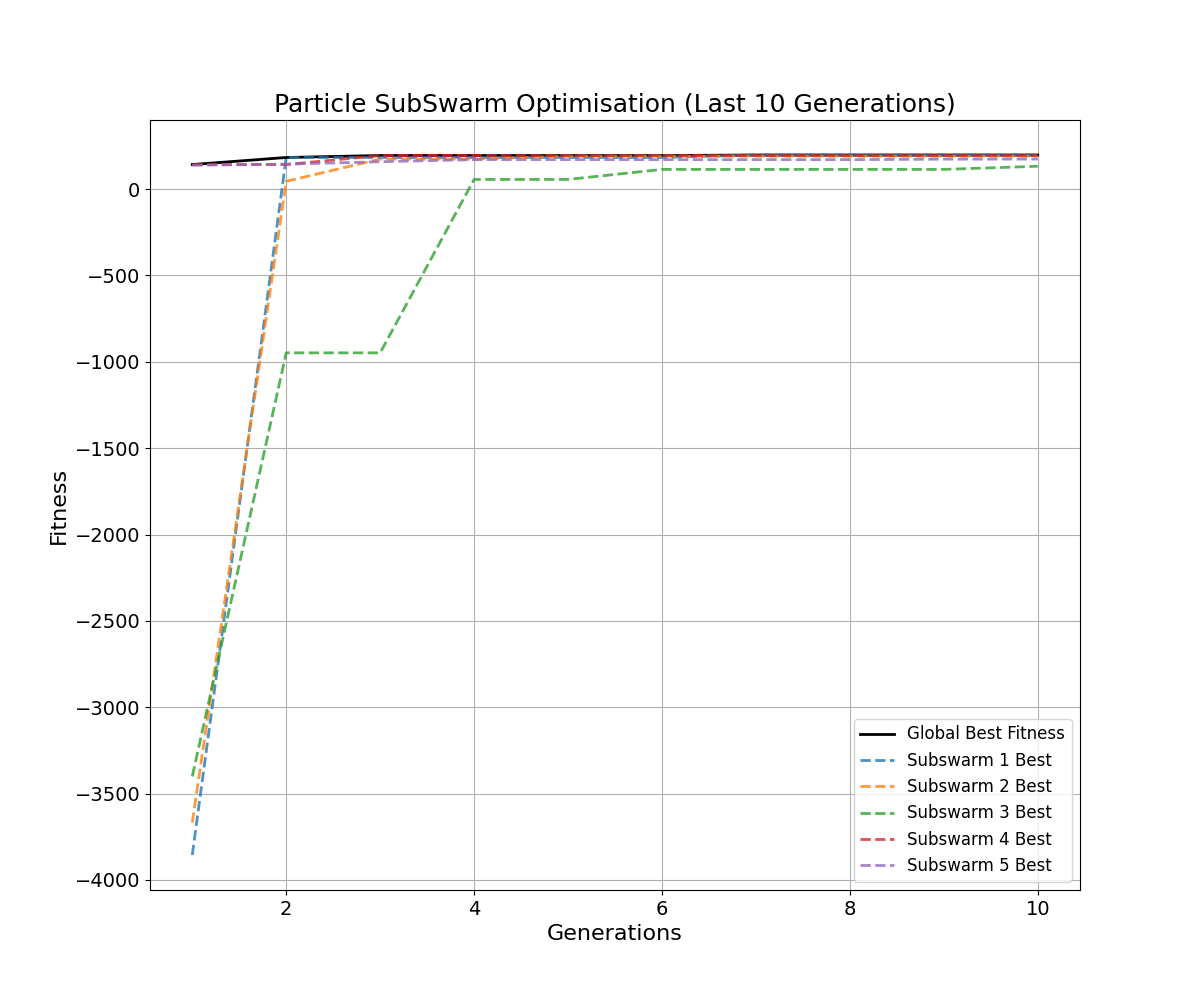 Particle SubSwarm Optimisation (Last 10 Generations)
Fitness
0
−500
−1000
−1500
−2000
−2500
−3000
−3500
−4000
2 4 6 8 10
Generations
Global Best Fitness
Subswarm 1 Best
Subswarm 2 Best
Subswarm 3 Best
Subswarm 4 Best
Subswarm 5 Best